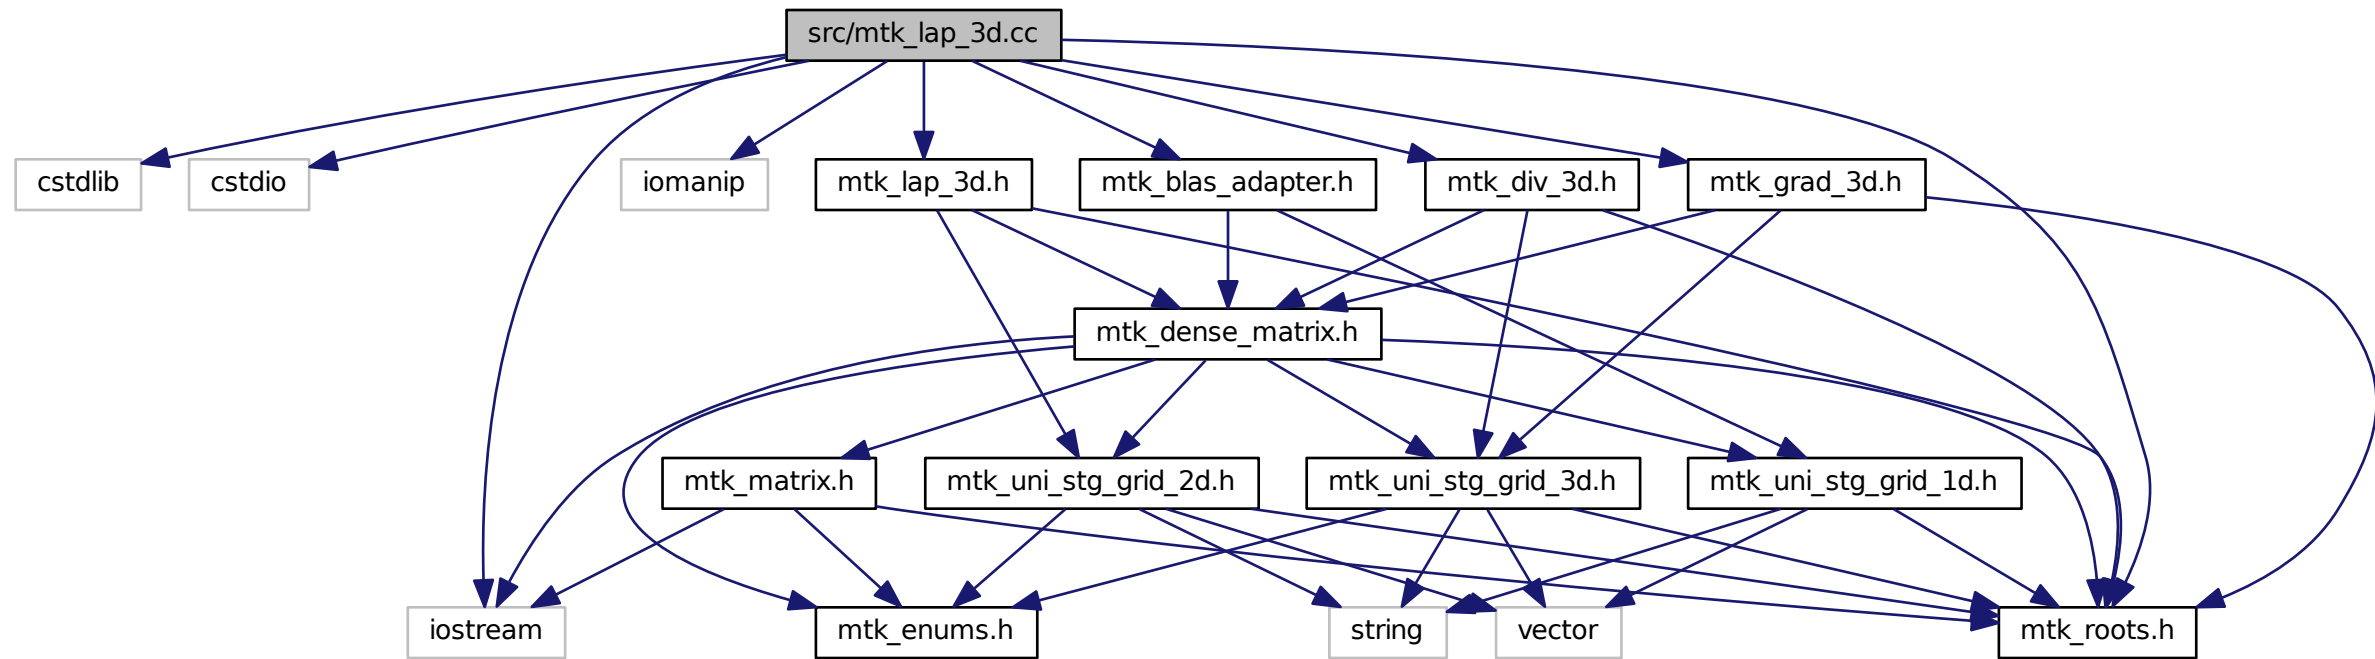 src/mtk_lap_3d.cc
cstdlib
cstdio
iomanip
mtk_lap_3d.h
mtk_blas_adapter.h
mtk_div_3d.h
mtk_grad_3d.h
mtk_dense_matrix.h
mtk_matrix.h
mtk_uni_stg_grid_2d.h
mtk_uni_stg_grid_3d.h
mtk_uni_stg_grid_1d.h
iostream
mtk_enums.h
string
vector
mtk_roots.h